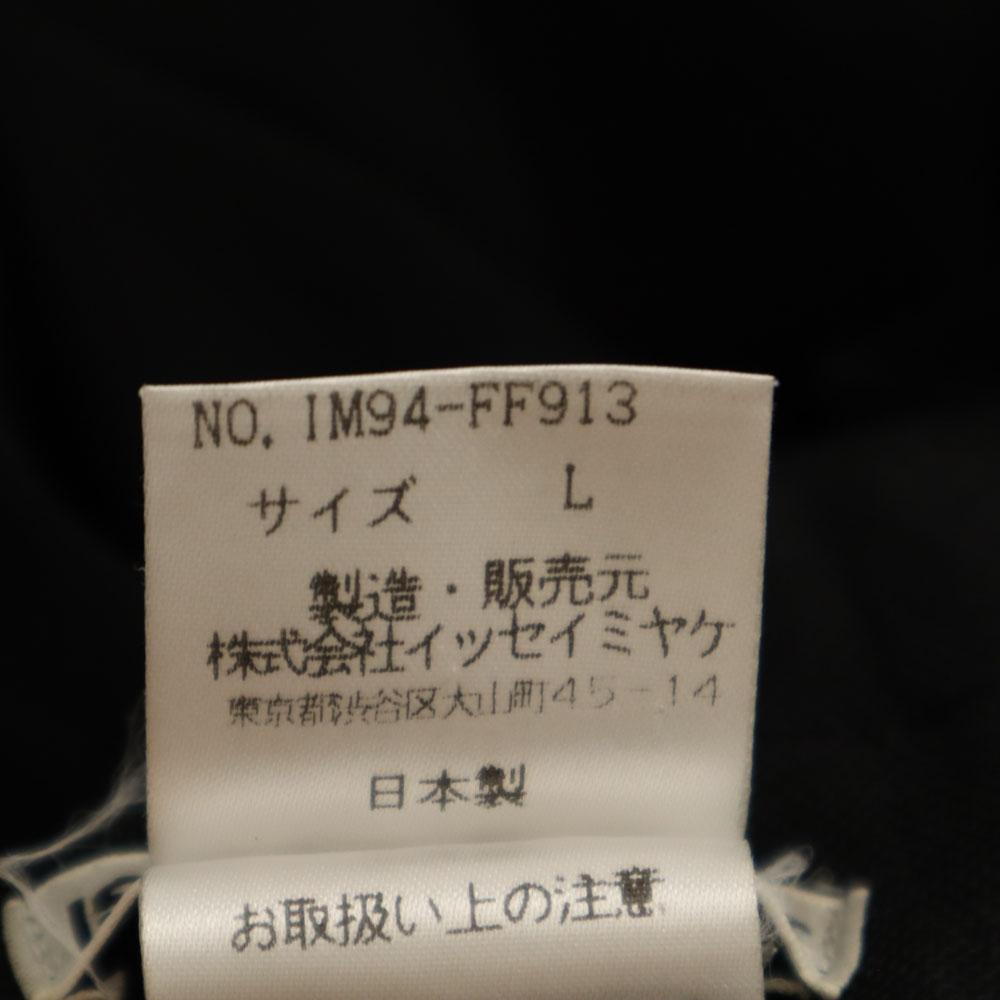 NO. IM94-FF913
サイズ L
製造・販売元
株式会社イッセイミヤケ
東京都渋谷区大山町45-14
日本製
お取扱い上の注意